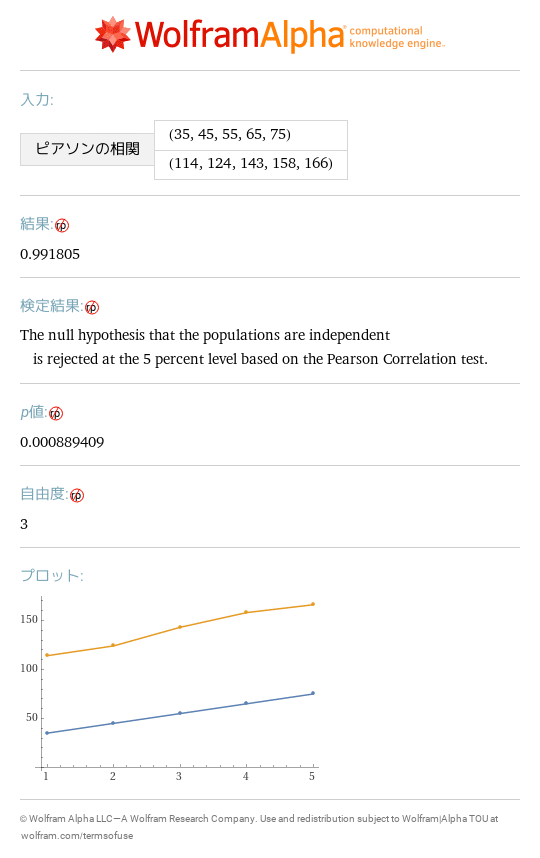 WolframAlpha computational
knowledge engine.
入力:
ピアソンの相関
(35, 45, 55, 65, 75)
(114, 124, 143, 158, 166)
結果:
0.991805
検定結果:
The null hypothesis that the populations are independent
is rejected at the 5 percent level based on the Pearson Correlation test.
p値:
0.000889409
自由度:
3
プロット:
150
100
50
1 2 3 4 5
© Wolfram Alpha LLC—A Wolfram Research Company. Use and redistribution subject to Wolfram|Alpha TOU at
wolfram.com/termsofuse